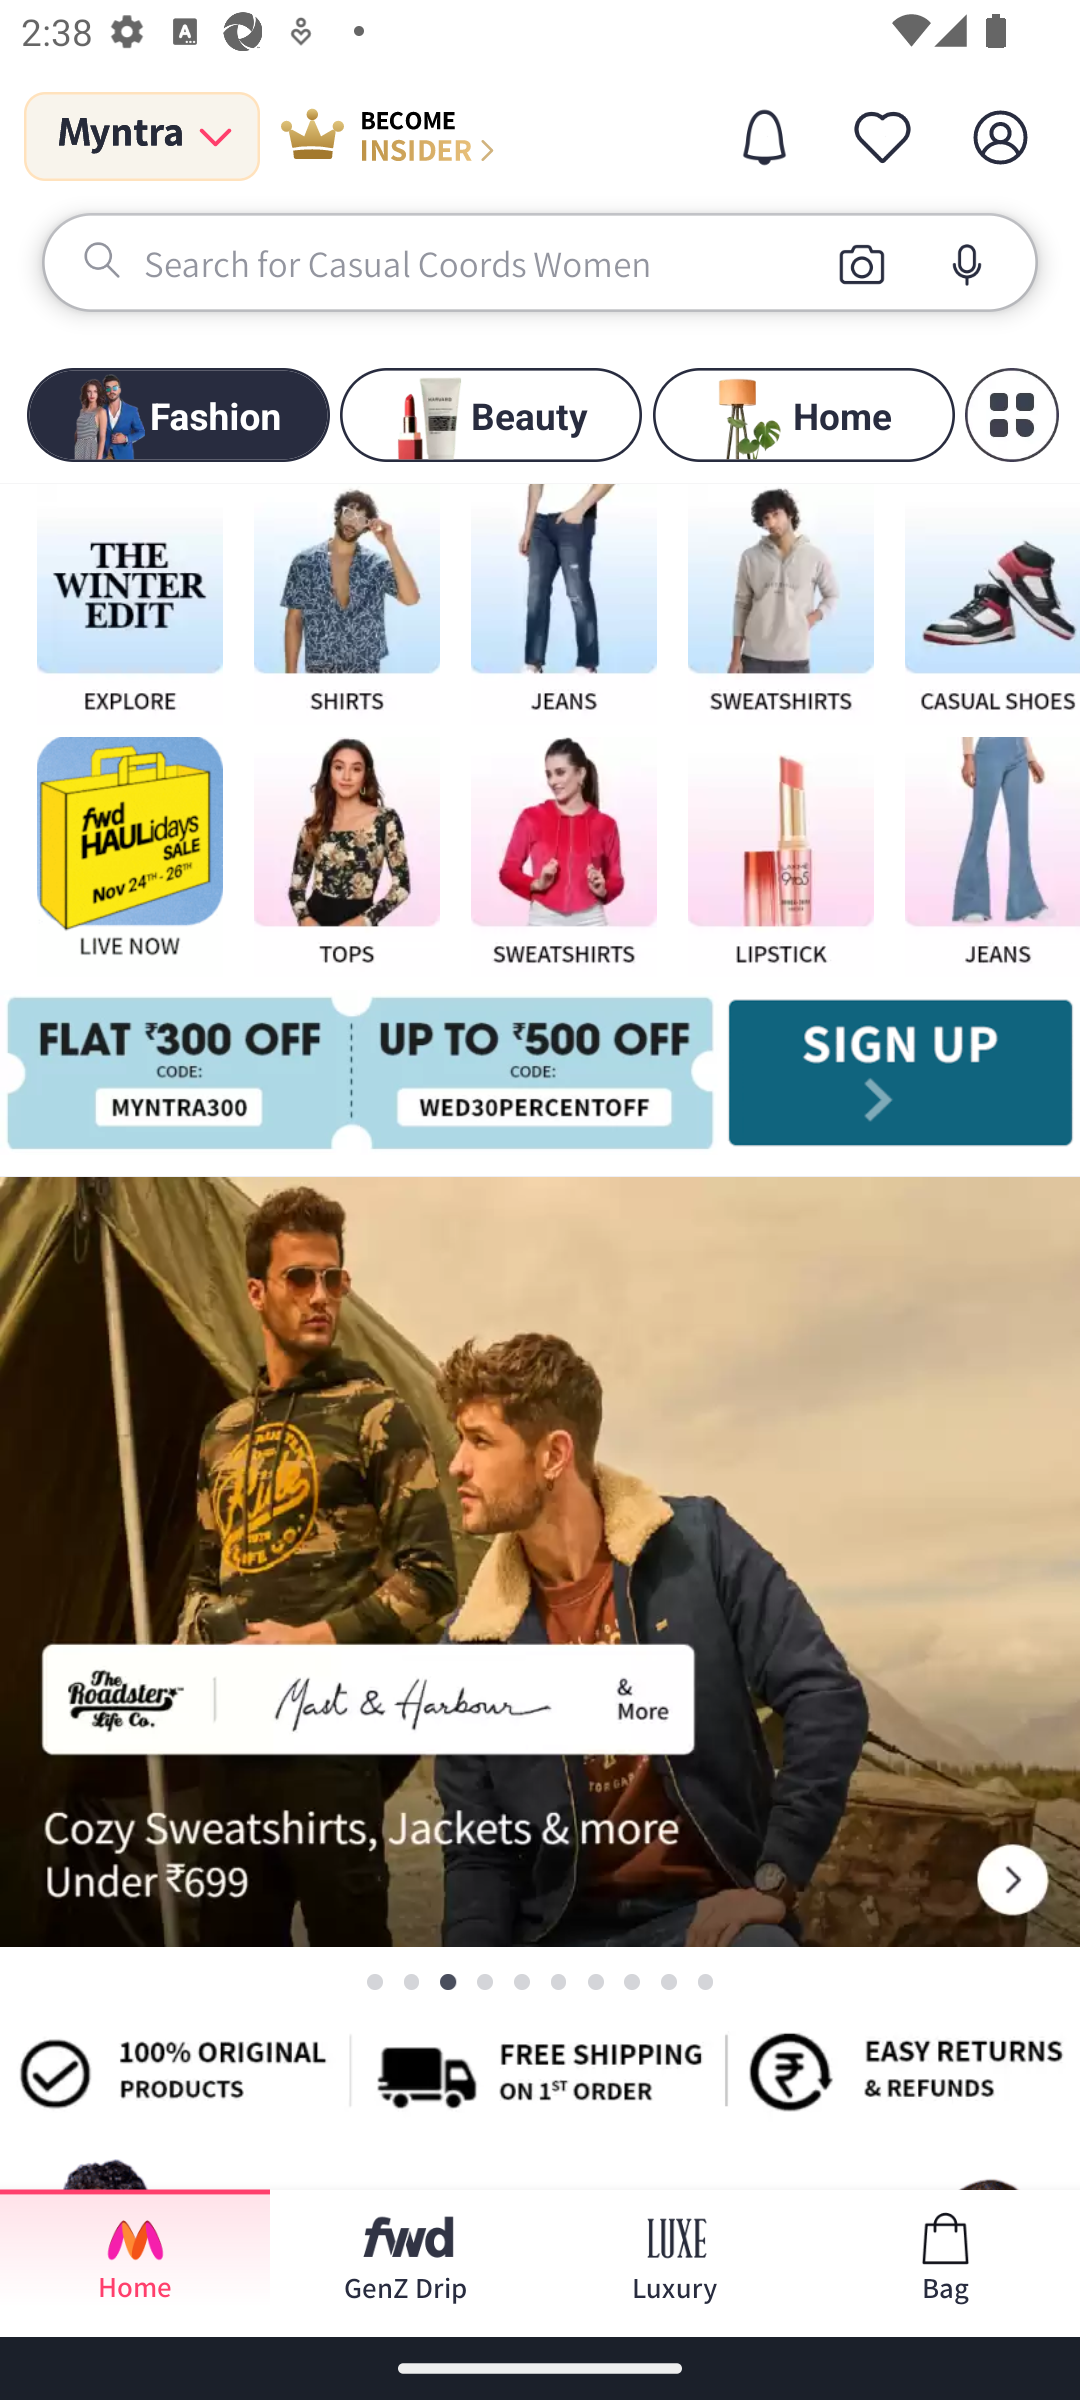 2:38
Myntra
BECOME
INSIDER
Search for Casual Coords Women
Fashion
Beauty
Home
THE
WINTER
EDIT
EXPLORE
SHIRTS
JEANS
SWEATSHIRTS
CASUAL SHOES
fwd
HAULidays
SALE
Nov 24TH - 26TH
LIVE NOW
TOPS
SWEATSHIRTS
LIPSTICK
JEANS
FLAT ₹300 OFF
CODE:
MYNTRA300
UP TO ₹500 OFF
CODE:
WED30PERCENTOFF
SIGN UP
The
Roadster
Life Co.
Mast & Harbour
&
More
Cozy Sweatshirts, Jackets & more
Under ₹699
100% ORIGINAL
PRODUCTS
FREE SHIPPING
ON 1ST ORDER
EASY RETURNS
& REFUNDS
Home
fwd
GenZ Drip
LUXE
Luxury
Bag